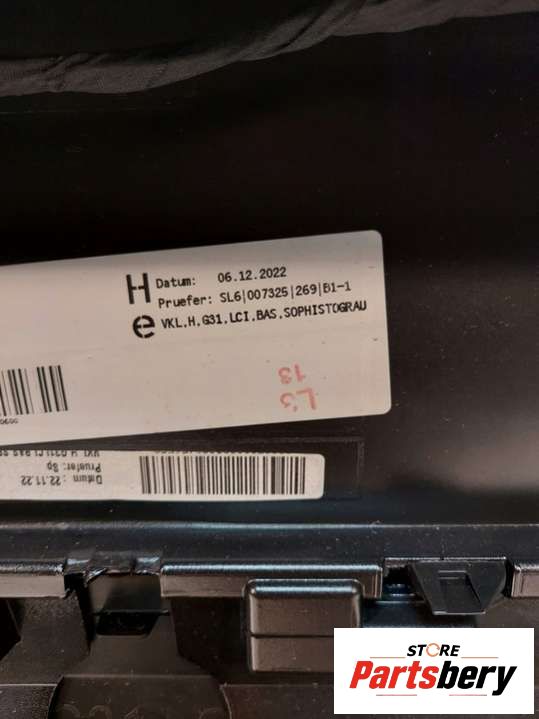 H Datum: 06.12.2022
Pruefer: SL6|007325|269|B1-1
e VKL.H.G31.LCI.BAS.SOPHISTOGRAU
L3
13
Datum : 22.11.22
Pruefer: Sp
STORE
Partsbery